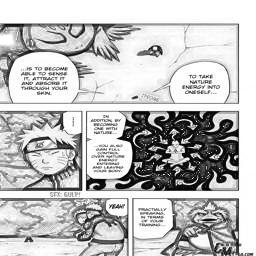 TO TAKE
NATURE
ENERGY INTO
ONESELF...
...IS TO BECOME
ABLE TO SENSE
IT, ATTRACT IT
AND ABSORB IT
THROUGH YOUR
SKIN.
IN
ADDITION, BY
BECOMING
ONE WITH
NATURE...
...YOU ALSO
GAIN FULL
CONTROL
OVER NATURE
ENERGY
ENTERING AND
LEAVING YOUR
BODY.
...
SFX: GULP!
PRACTIALLY
SPEAKING,
IN TERMS
OF YOUR
TRAINING...
YEAH!